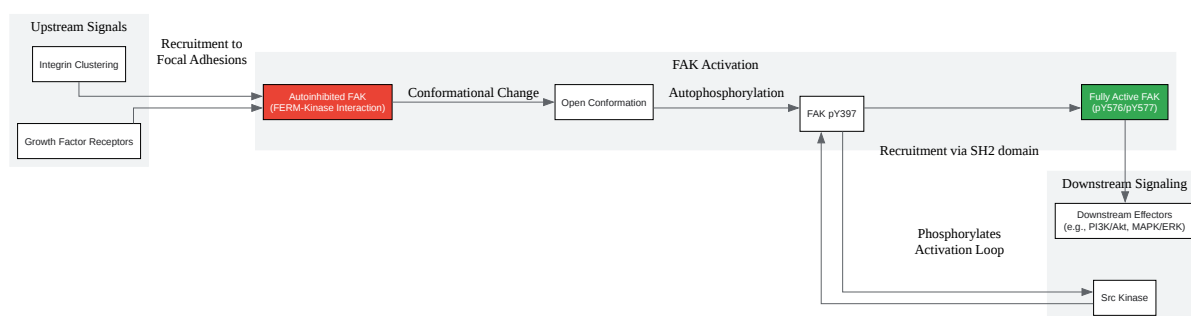 Upstream Signals
Integrin Clustering
Growth Factor Receptors
Recruitment to
Focal Adhesions
FAK Activation
Autoinhibited FAK
(FERM-Kinase Interaction)
Conformational Change
Open Conformation
Autophosphorylation
FAK pY397
Fully Active FAK
(pY576/pY577)
Recruitment via SH2 domain
Downstream Signaling
Downstream Effectors
(e.g., PI3K/Akt, MAPK/ERK)
Phosphorylates
Activation Loop
Src Kinase